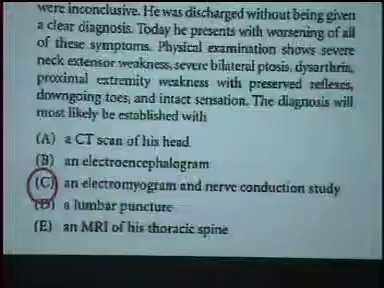 were inconclusive. He was discharged without being given
a clear diagnosis. Today he presents with worsening of all
of these symptoms. Physical examination shows severe
neck extensor weakness, severe bilateral ptosis, dysarthria,
proximal extremity weakness with preserved reflexes,
downgoing toes, and intact sensation. The diagnosis will
most likely be established with
(A) a CT scan of his head
(B) an electroencephalogram
(C) an electromyogram and nerve conduction study
(D) a lumbar puncture
(E) an MRI of his thoracic spine